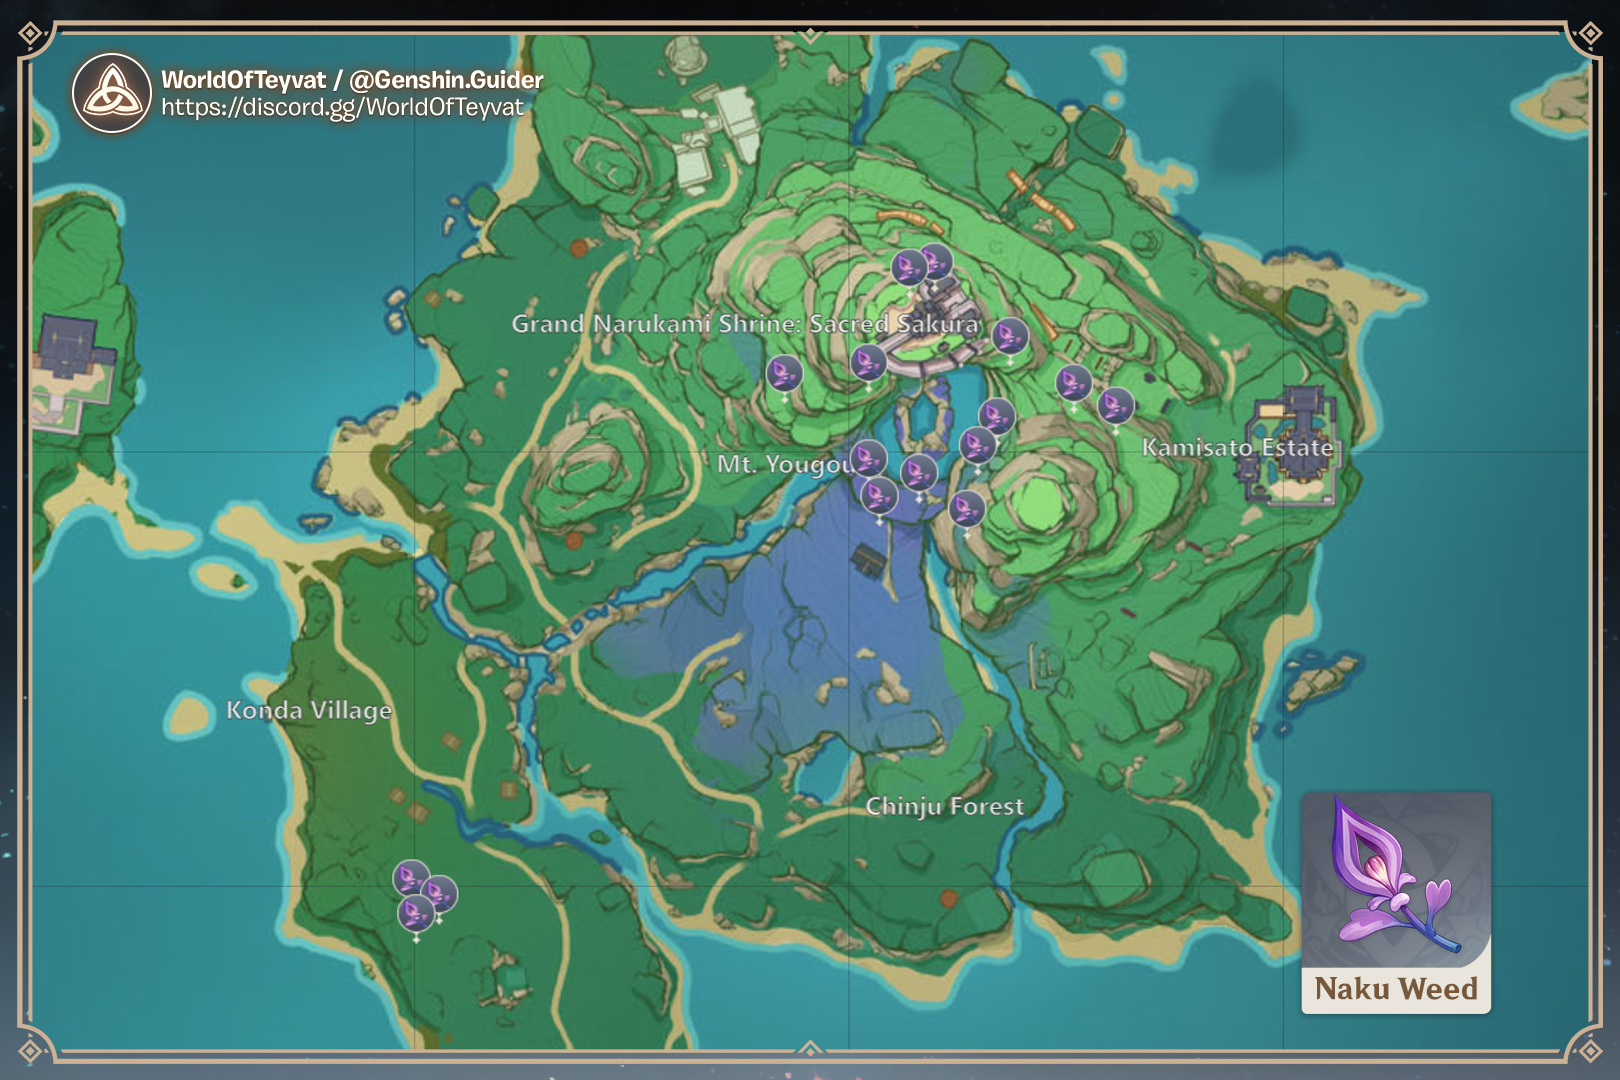 WorldOfTeyvat / @Genshin.Guider
https://discord.gg/WorldOfTeyvat
Grand Narukami Shrine: Sacred Sakura
Kamisato Estate
Mt. Yougou
Konda Village
Chinju Forest
Naku Weed